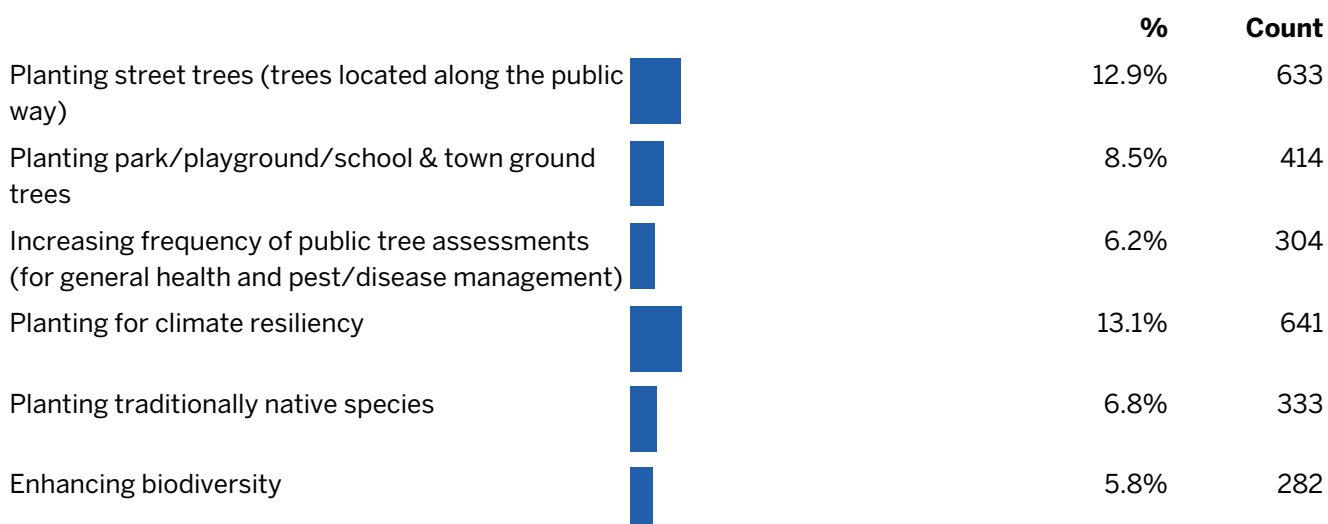 % Count
Planting street trees (trees located along the public 12.9% 633
way)
Planting park/playground/school & town ground 8.5% 414
trees
Increasing frequency of public tree assessments 6.2% 304
(for general health and pest/disease management)
Planting for climate resiliency 13.1% 641
Planting traditionally native species 6.8% 333
Enhancing biodiversity 5.8% 282